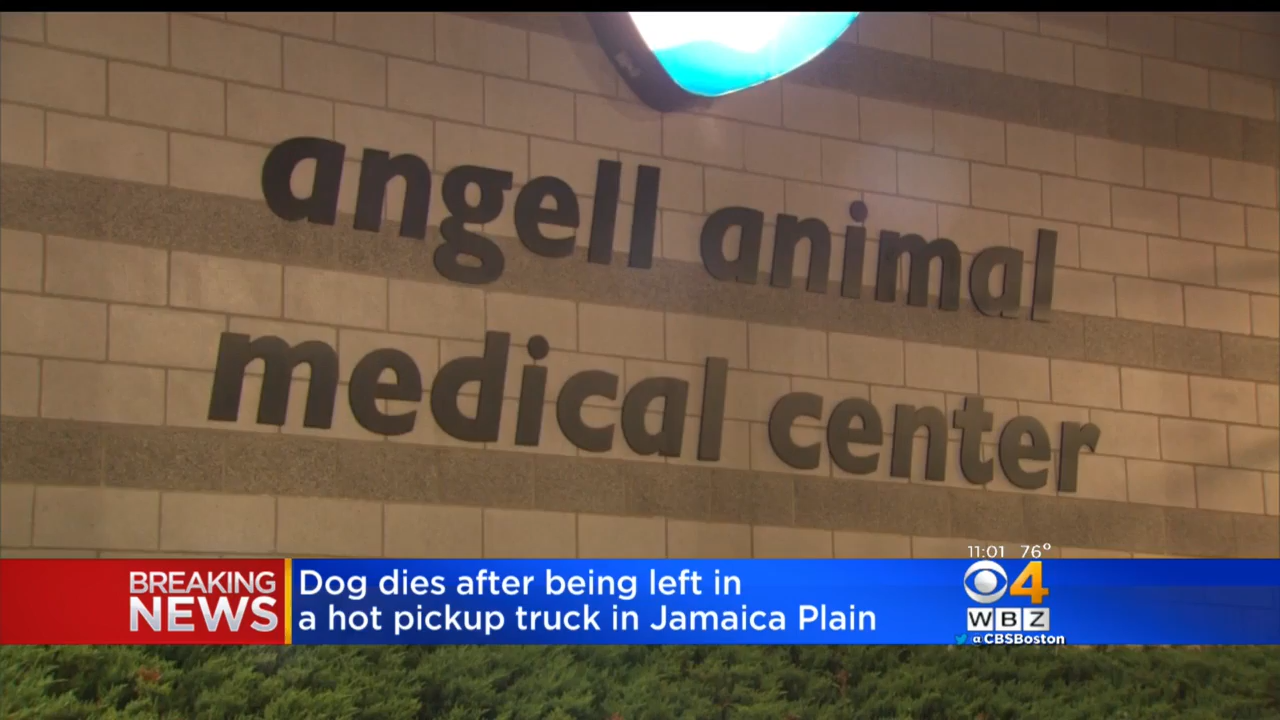 angell animal
medical center
11:01 76°
BREAKING
NEWS
Dog dies after being left in
a hot pickup truck in Jamaica Plain
4
WBZ
@CBSBoston